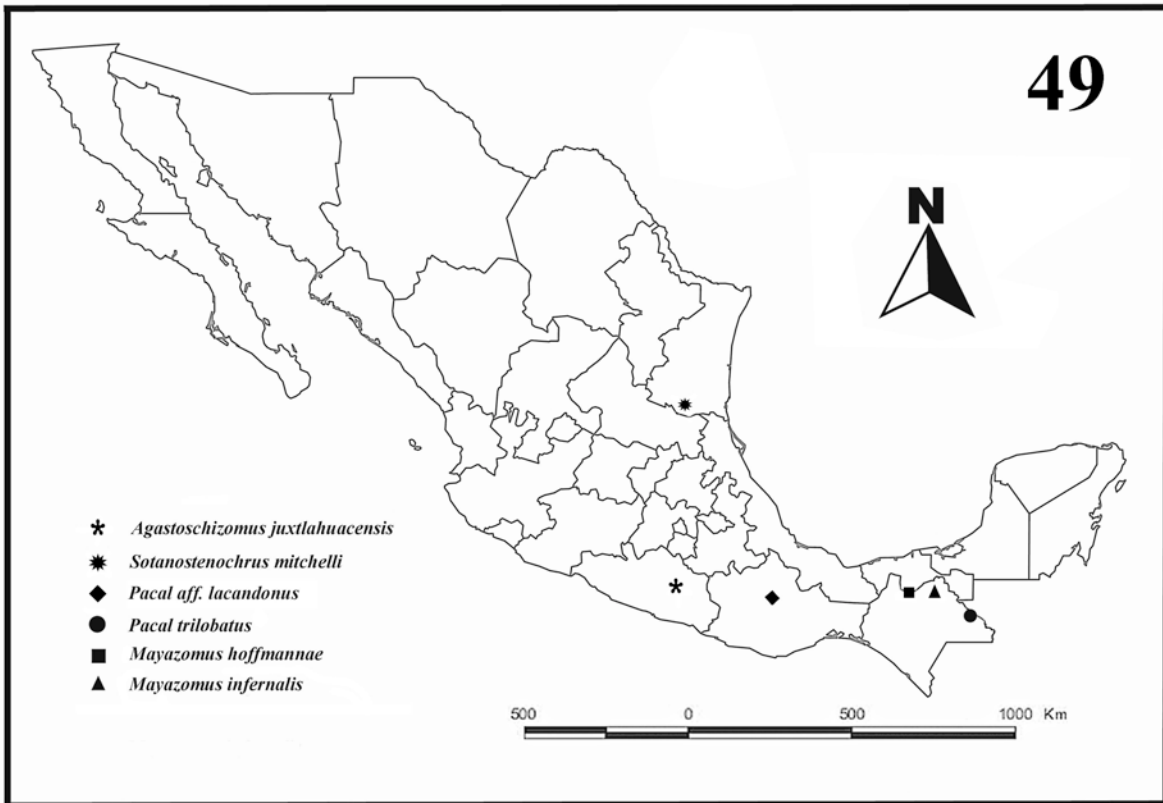 49
N
Agastoschizomus juxtlahuacensis
Sotanostenochrus mitchelli
Pacal aff. lacandonus
Pacal trilobatus
Mayazomus hoffmannae
Mayazomus infernalis
500 0 500 1000 Km